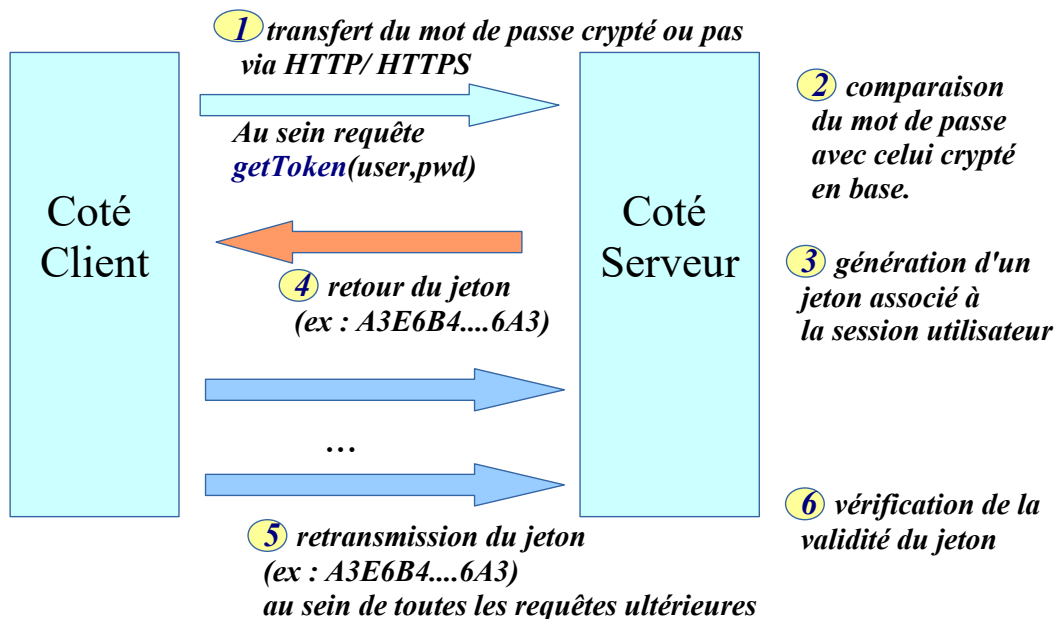 1 transfert du mot de passe crypté ou pas
via HTTP/ HTTPS
Au sein requête
getToken(user,pwd)
2 comparaison
du mot de passe
avec celui crypté
en base.
Coté
Client
Coté
Serveur
3 génération d'un
jeton associé à
la session utilisateur
4 retour du jeton
(ex : A3E6B4....6A3)
...
5 retransmission du jeton
(ex : A3E6B4....6A3)
au sein de toutes les requêtes ultérieures
6 vérification de la
validité du jeton